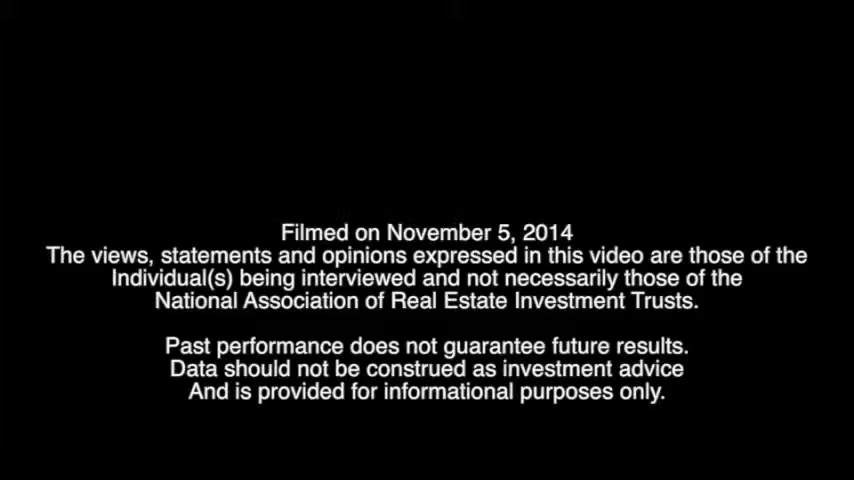 Filmed on November 5, 2014
The views, statements and opinions expressed in this video are those of the
Individual(s) being interviewed and not necessarily those of the
National Association of Real Estate Investment Trusts.
Past performance does not guarantee future results.
Data should not be construed as investment advice
And is provided for informational purposes only.